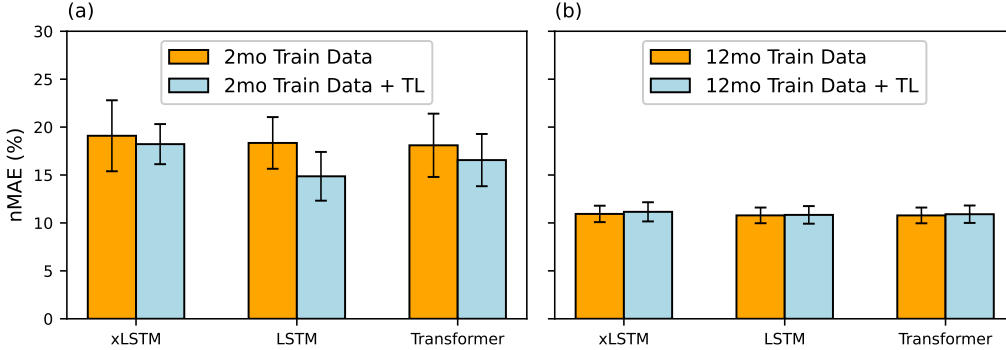 (a)
nMAE (%)
30
25
20
15
10
5
0
2mo Train Data
2mo Train Data + TL
xLSTM
LSTM
Transformer
(b)
12mo Train Data
12mo Train Data + TL
xLSTM
LSTM
Transformer